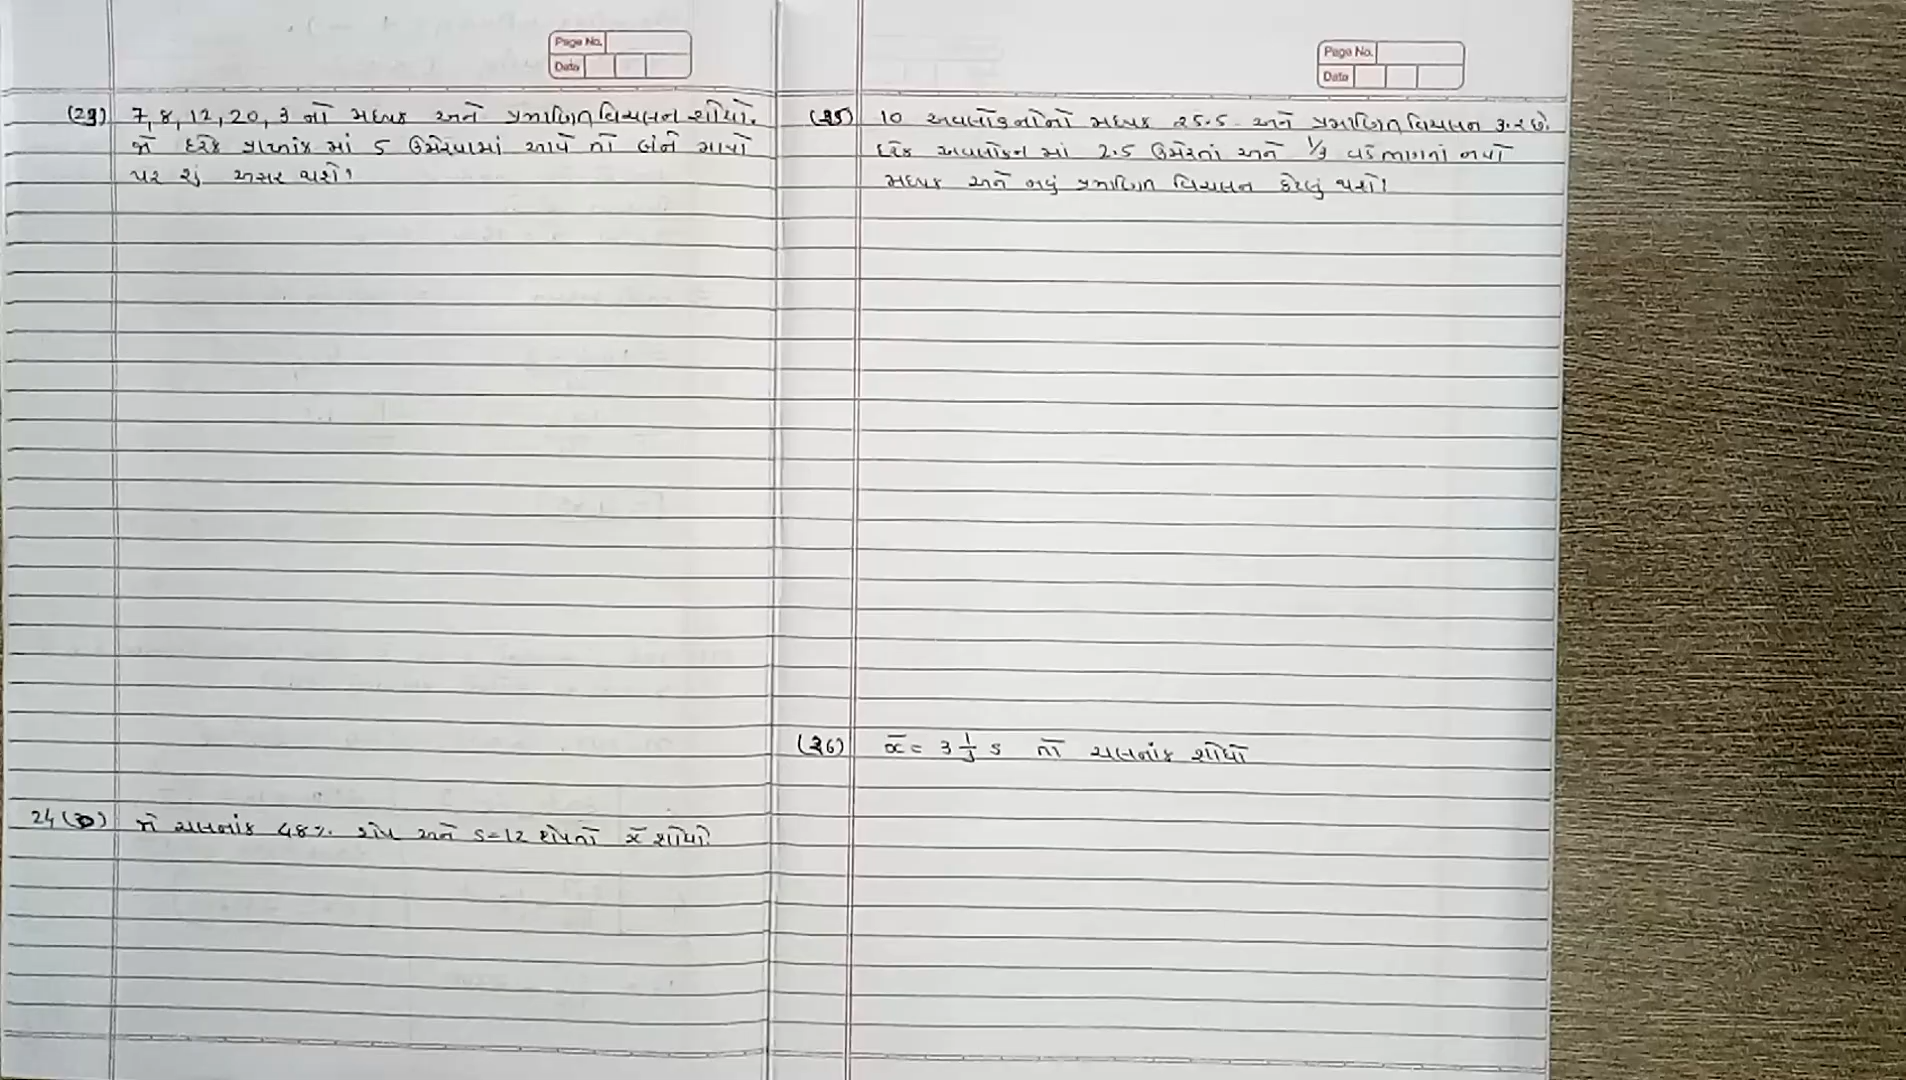 Page No.
Date
(23) 7, 8, 12, 20, 3 નો મધ્યક અને પ્રમાણિત વિચલન શોધો.
જો દરેક પ્રાપ્તાંક માં 5 ઉમેરવામાં આવે તો બંને માપો
પર શું અસર થશે?
24(3) જો ચલનાંક 48% હોય અને s=12 હોયતો x̄ શોધો?
Page No.
Date
(25) 10 અવલોકનોનો મધ્યક 25.5 અને પ્રમાણિત વિચલન 3.2 છે.
દરેક અવલોકન માં 2.5 ઉમેરતાં અને 1/3 વડે ભાગતાં નવો
મધ્યક અને નવું પ્રમાણિત વિચલન કેટલું થશે?
(26) x̄ = 3 1/3 s તો ચલનાંક શોધો